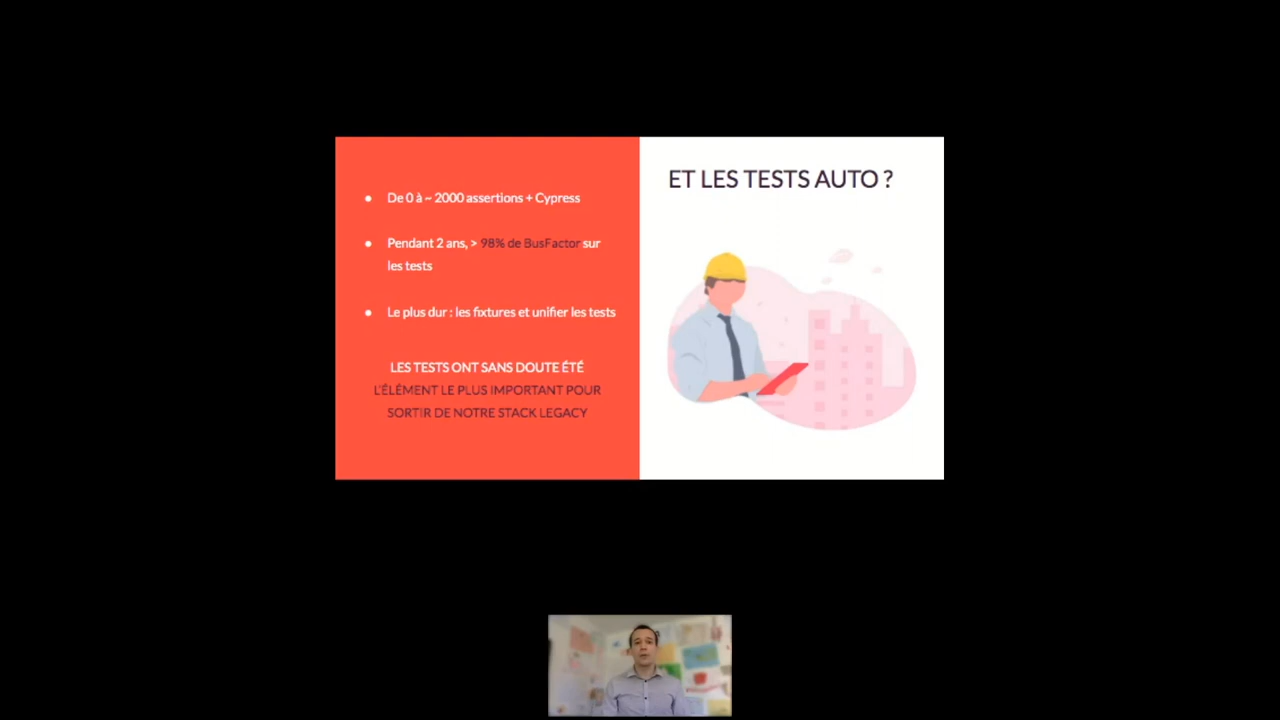 De 0 à ~ 2000 assertions + Cypress
Pendant 2 ans, > 98% de BusFactor sur
les tests
Le plus dur : les fixtures et unifier les tests
LES TESTS ONT SANS DOUTE ÉTÉ
L'ÉLÉMENT LE PLUS IMPORTANT POUR
SORTIR DE NOTRE STACK LEGACY
ET LES TESTS AUTO ?